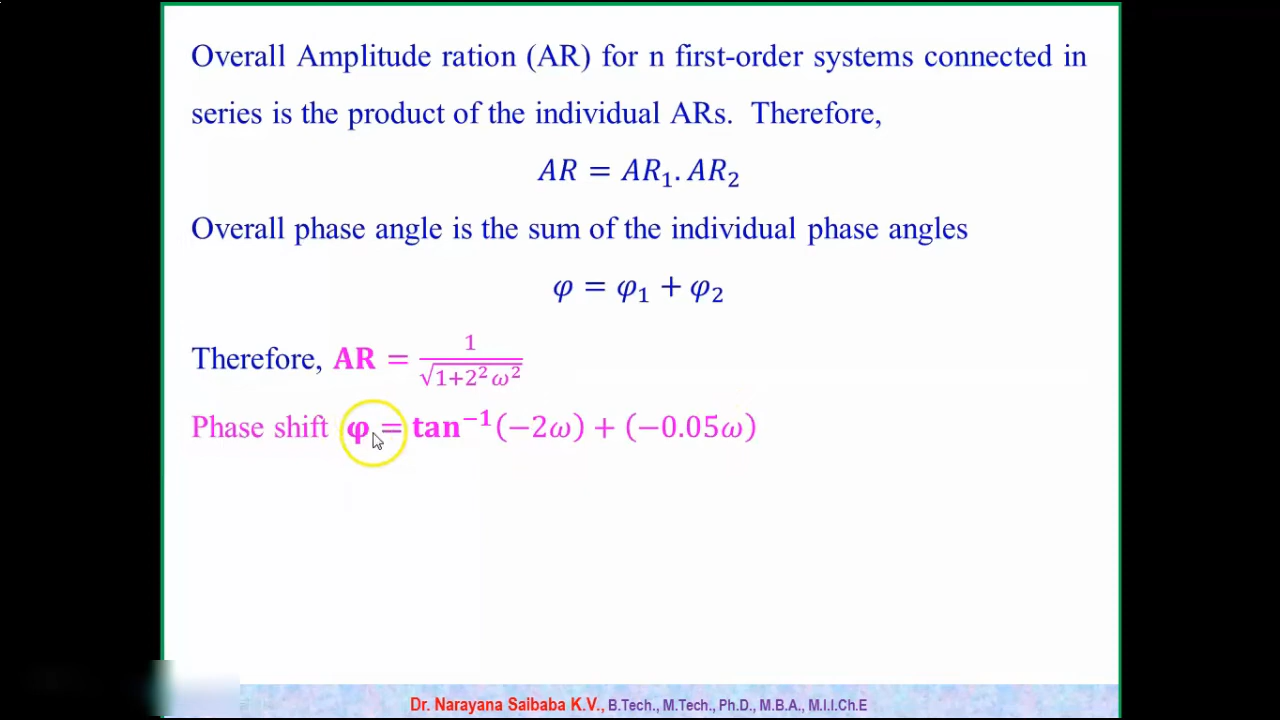 Overall Amplitude ration (AR) for n first-order systems connected in
series is the product of the individual ARs. Therefore,
𝐴𝑅 = 𝐴𝑅₁. 𝐴𝑅₂
Overall phase angle is the sum of the individual phase angles
φ = φ₁ + φ₂
Therefore, AR = 1/√(1+2² ω²)
Phase shift φ = tan⁻¹(−2ω) + (−0.05ω)
Dr. Narayana Saibaba K.V., B.Tech., M.Tech., Ph.D., M.B.A., M.I.I.Ch.E